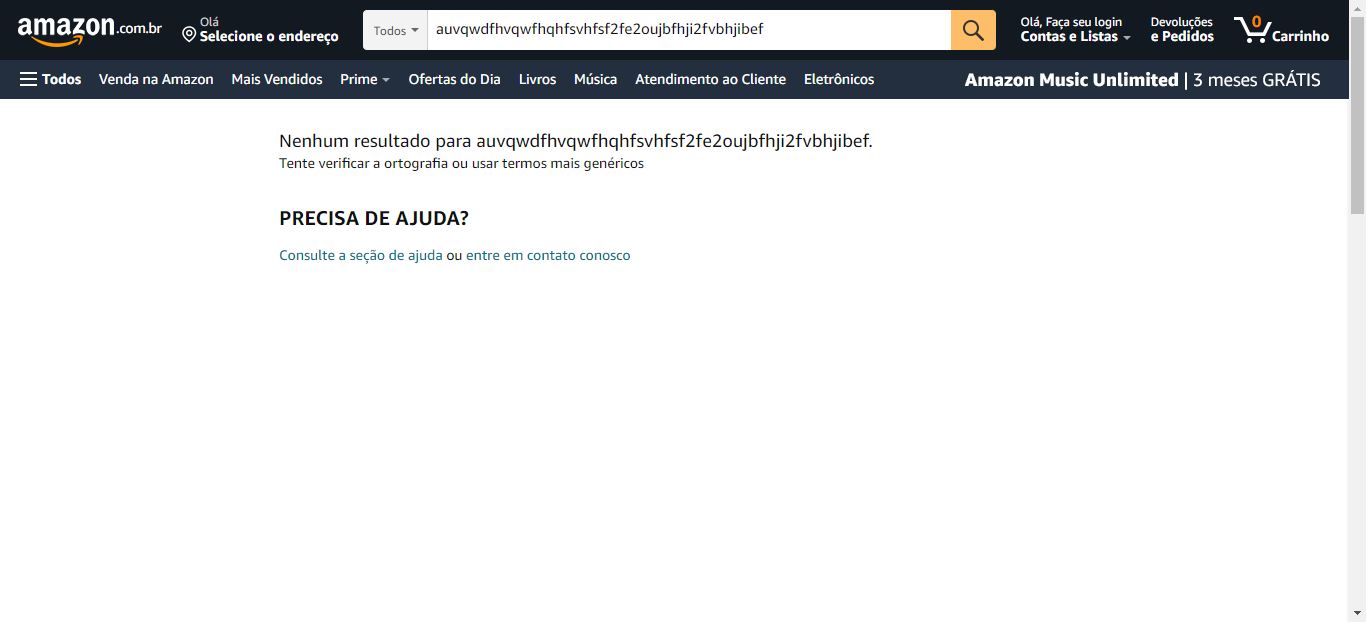 amazon.com.br
Olá
Selecione o endereço
Todos
auvqwdfhvqwfhqhfsvhfsf2fe2oujbfhji2fvbhjibef
Olá, Faça seu login
Contas e Listas
Devoluções
e Pedidos
0
Carrinho
Todos Venda na Amazon Mais Vendidos Prime Ofertas do Dia Livros Música Atendimento ao Cliente Eletrônicos Amazon Music Unlimited | 3 meses GRÁTIS
Nenhum resultado para auvqwdfhvqwfhqhfsvhfsf2fe2oujbfhji2fvbhjibef.
Tente verificar a ortografia ou usar termos mais genéricos
PRECISA DE AJUDA?
Consulte a seção de ajuda ou entre em contato conosco